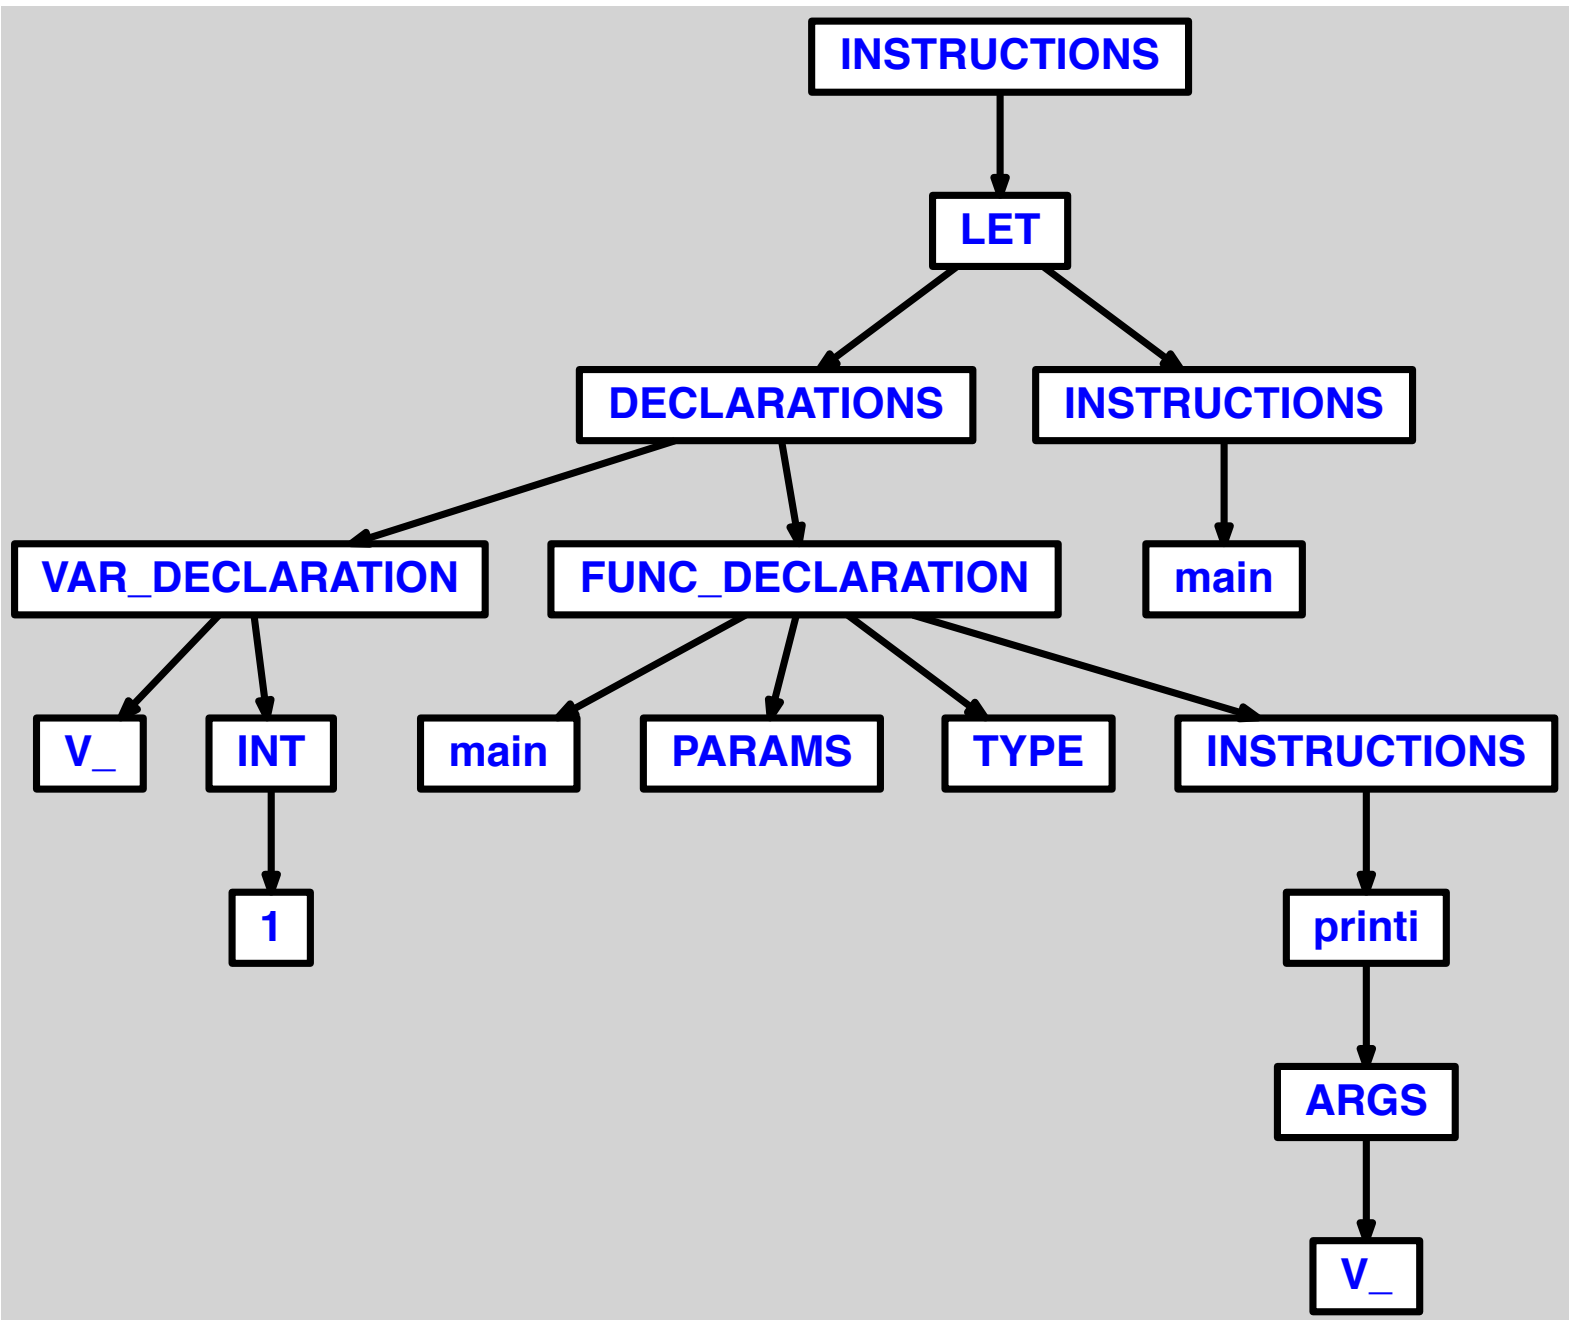 INSTRUCTIONS
LET
DECLARATIONS
INSTRUCTIONS
VAR_DECLARATION
FUNC_DECLARATION
main
V_
INT
main
PARAMS
TYPE
INSTRUCTIONS
1
printi
ARGS
V_